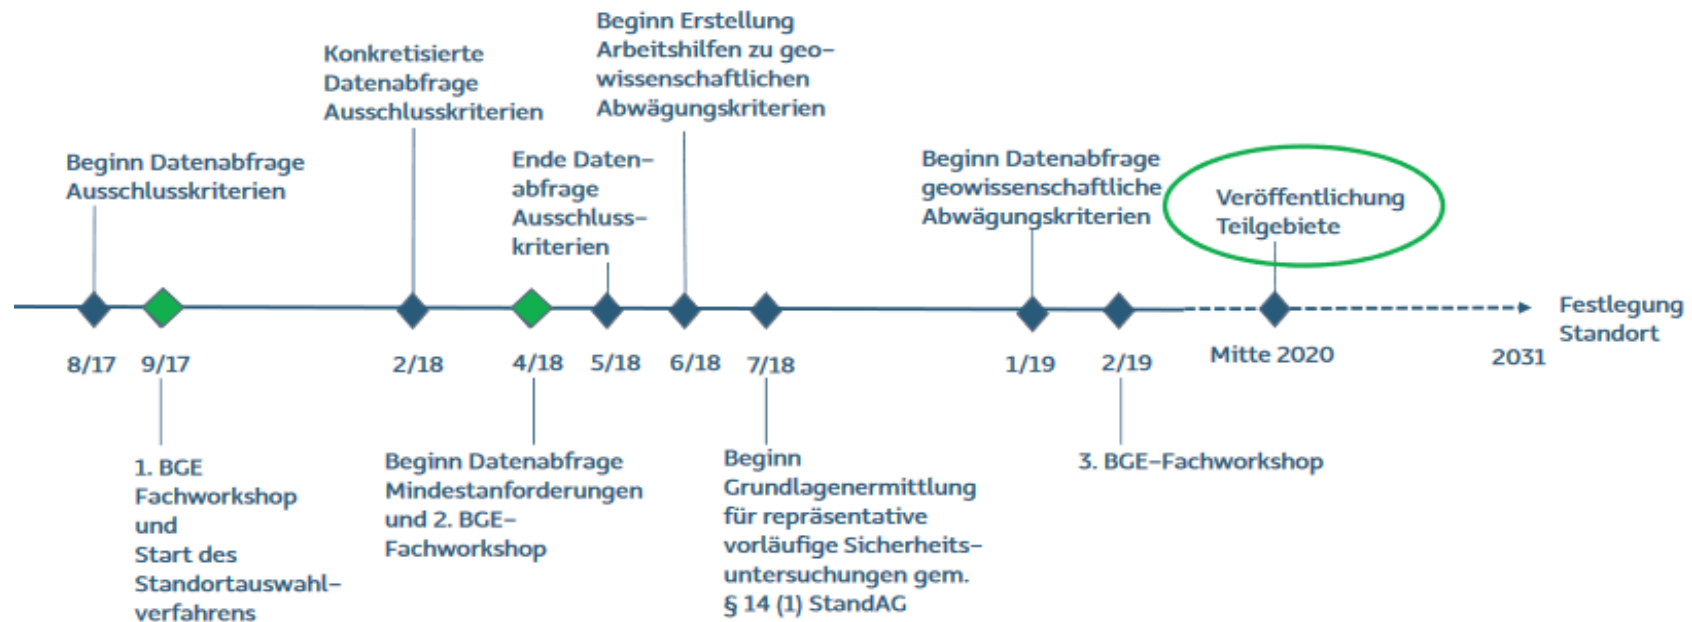 Beginn Datenabfrage
Ausschlusskriterien
Konkretisierte
Datenabfrage
Ausschlusskriterien
Ende Daten–
abfrage
Ausschluss–
kriterien
Beginn Erstellung
Arbeitshilfen zu geo–
wissenschaftlichen
Abwägungskriterien
Beginn Datenabfrage
geowissenschaftliche
Abwägungskriterien
Veröffentlichung
Teilgebiete
Festlegung
Standort
8/17
9/17
2/18
4/18
5/18
6/18
7/18
1/19
2/19
Mitte 2020
2031
1. BGE
Fachworkshop
und
Start des
Standortauswahl–
verfahrens
Beginn Datenabfrage
Mindestanforderungen
und 2. BGE–
Fachworkshop
Beginn
Grundlagenermittlung
für repräsentative
vorläufige Sicherheits–
untersuchungen gem.
§ 14 (1) StandAG
3. BGE–Fachworkshop